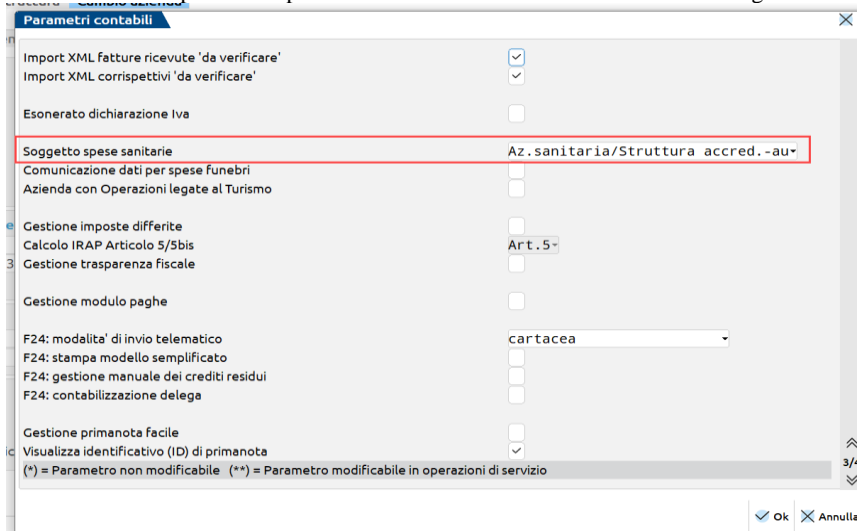 Cambio azienda
Parametri contabili
Import XML fatture ricevute 'da verificare'
Import XML corrispettivi 'da verificare'
Esonerato dichiarazione Iva
Soggetto spese sanitarie Az.sanitaria/Struttura accred.-au
Comunicazione dati per spese funebri
Azienda con Operazioni legate al Turismo
Gestione imposte differite
Calcolo IRAP Articolo 5/5bis Art.5
Gestione trasparenza fiscale
Gestione modulo paghe
F24: modalita' di invio telematico cartacea
F24: stampa modello semplificato
F24: gestione manuale dei crediti residui
F24: contabilizzazione delega
Gestione primanota facile
Visualizza identificativo (ID) di primanota
(*) = Parametro non modificabile (**) = Parametro modificabile in operazioni di servizio
3/4
Ok Annulla